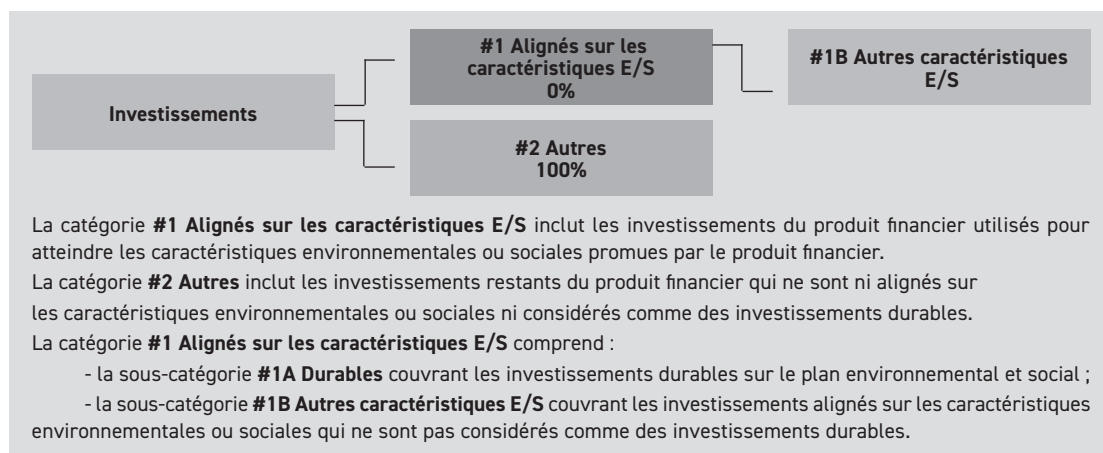 #1 Alignés sur les
caractéristiques E/S
0%
#1B Autres caractéristiques
E/S
Investissements
#2 Autres
100%
La catégorie #1 Alignés sur les caractéristiques E/S inclut les investissements du produit financier utilisés pour
atteindre les caractéristiques environnementales ou sociales promues par le produit financier.
La catégorie #2 Autres inclut les investissements restants du produit financier qui ne sont ni alignés sur
les caractéristiques environnementales ou sociales ni considérés comme des investissements durables.
La catégorie #1 Alignés sur les caractéristiques E/S comprend :
- la sous-catégorie #1A Durables couvrant les investissements durables sur le plan environnemental et social ;
- la sous-catégorie #1B Autres caractéristiques E/S couvrant les investissements alignés sur les caractéristiques
environnementales ou sociales qui ne sont pas considérés comme des investissements durables.